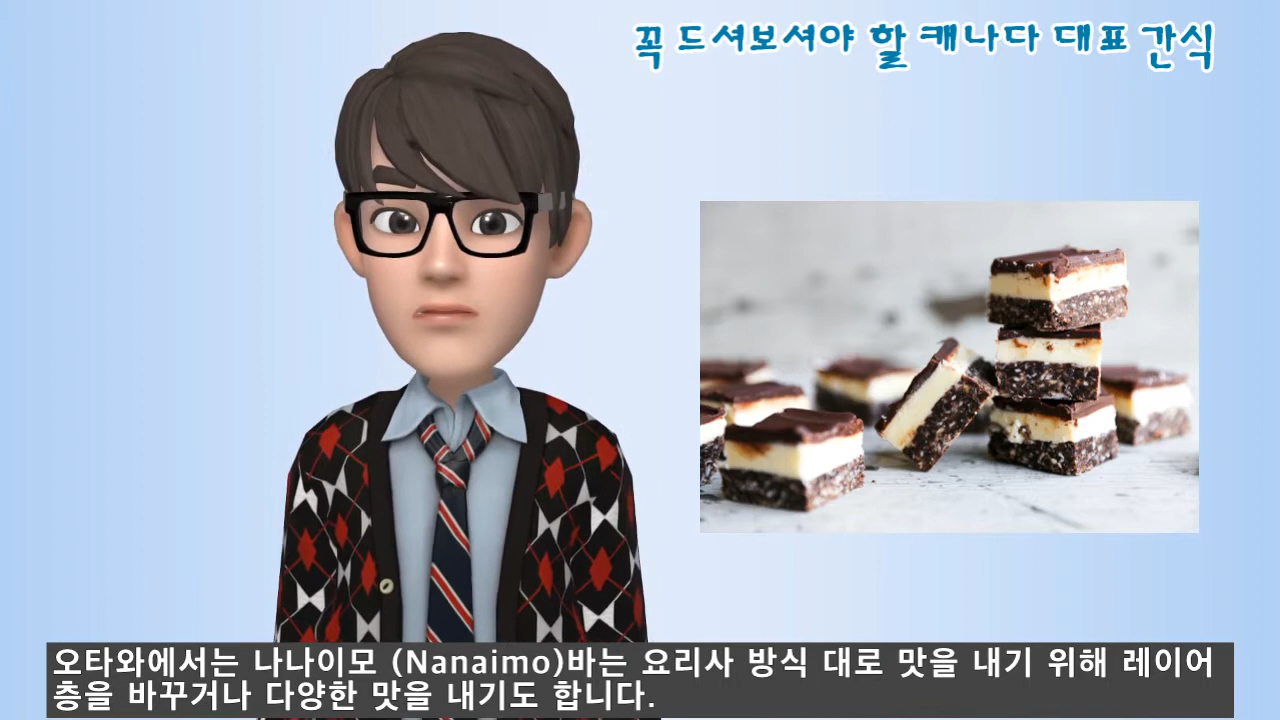 꼭 드셔보셔야 할 캐나다 대표 간식
오타와에서는 나나이모 (Nanaimo)바는 요리사 방식 대로 맛을 내기 위해 레이어
층을 바꾸거나 다양한 맛을 내기도 합니다.